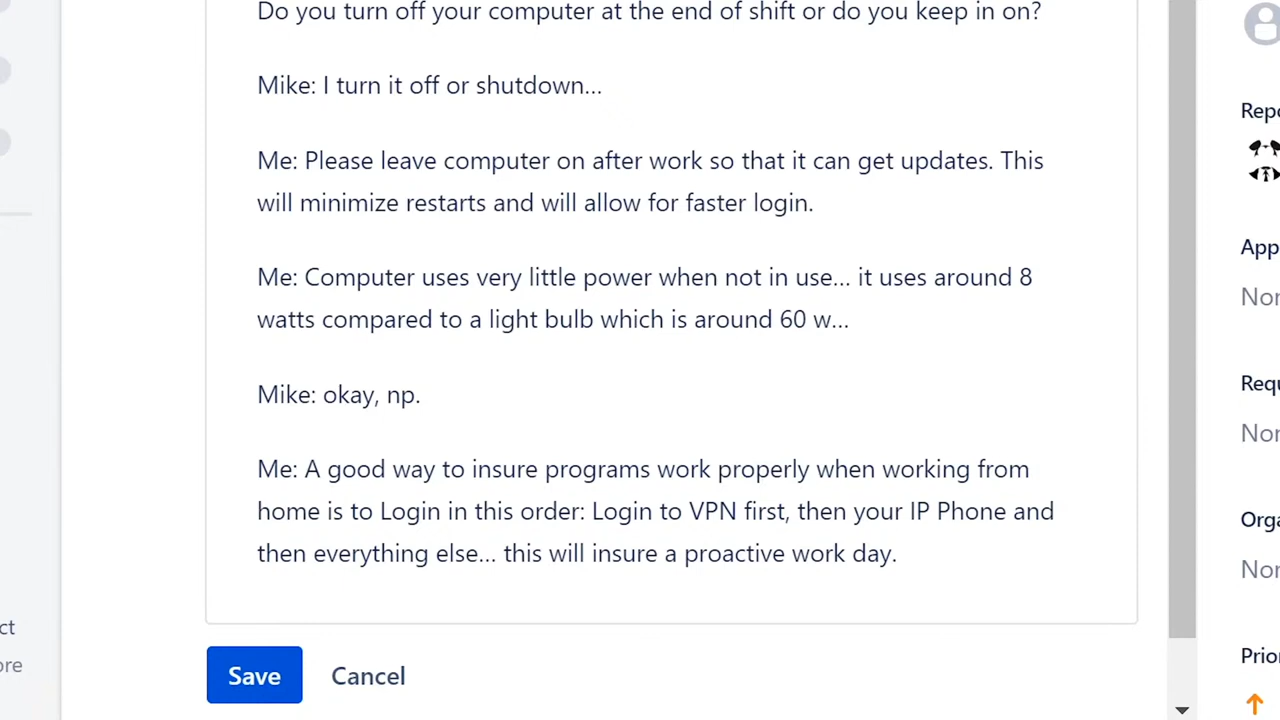 Do you turn off your computer at the end of shift or do you keep in on?
Mike: I turn it off or shutdown...
Me: Please leave computer on after work so that it can get updates. This
will minimize restarts and will allow for faster login.
Me: Computer uses very little power when not in use... it uses around 8
watts compared to a light bulb which is around 60 w...
Mike: okay, np.
Me: A good way to insure programs work properly when working from
home is to Login in this order: Login to VPN first, then your IP Phone and
then everything else... this will insure a proactive work day.
Save
Cancel